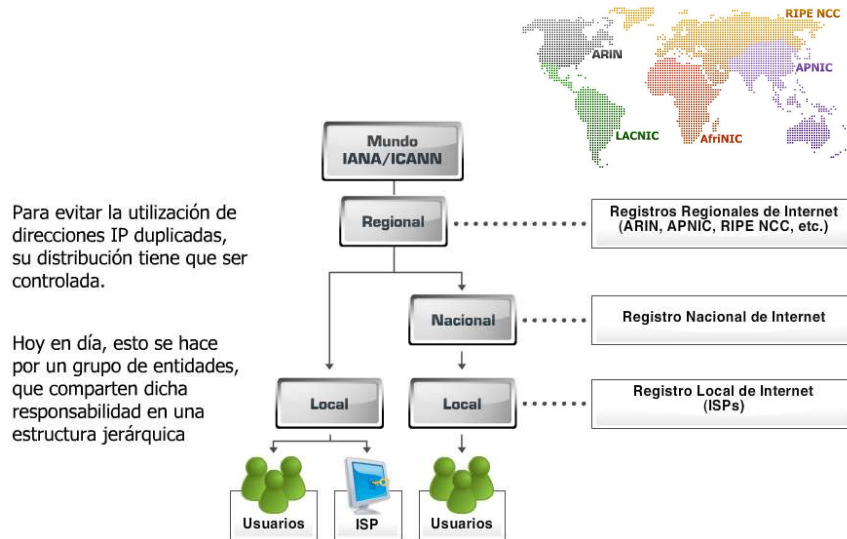 RIPE NCC
ARIN
APNIC
LACNIC
AfriNIC
Mundo
IANA/ICANN
Para evitar la utilización de
direcciones IP duplicadas,
su distribución tiene que ser
controlada.
Regional
Registros Regionales de Internet
(ARIN, APNIC, RIPE NCC, etc.)
Nacional
Registro Nacional de Internet
Hoy en día, esto se hace
por un grupo de entidades,
que comparten dicha
responsabilidad en una
estructura jerárquica
Local
Local
Registro Local de Internet
(ISPs)
Usuarios
ISP
Usuarios